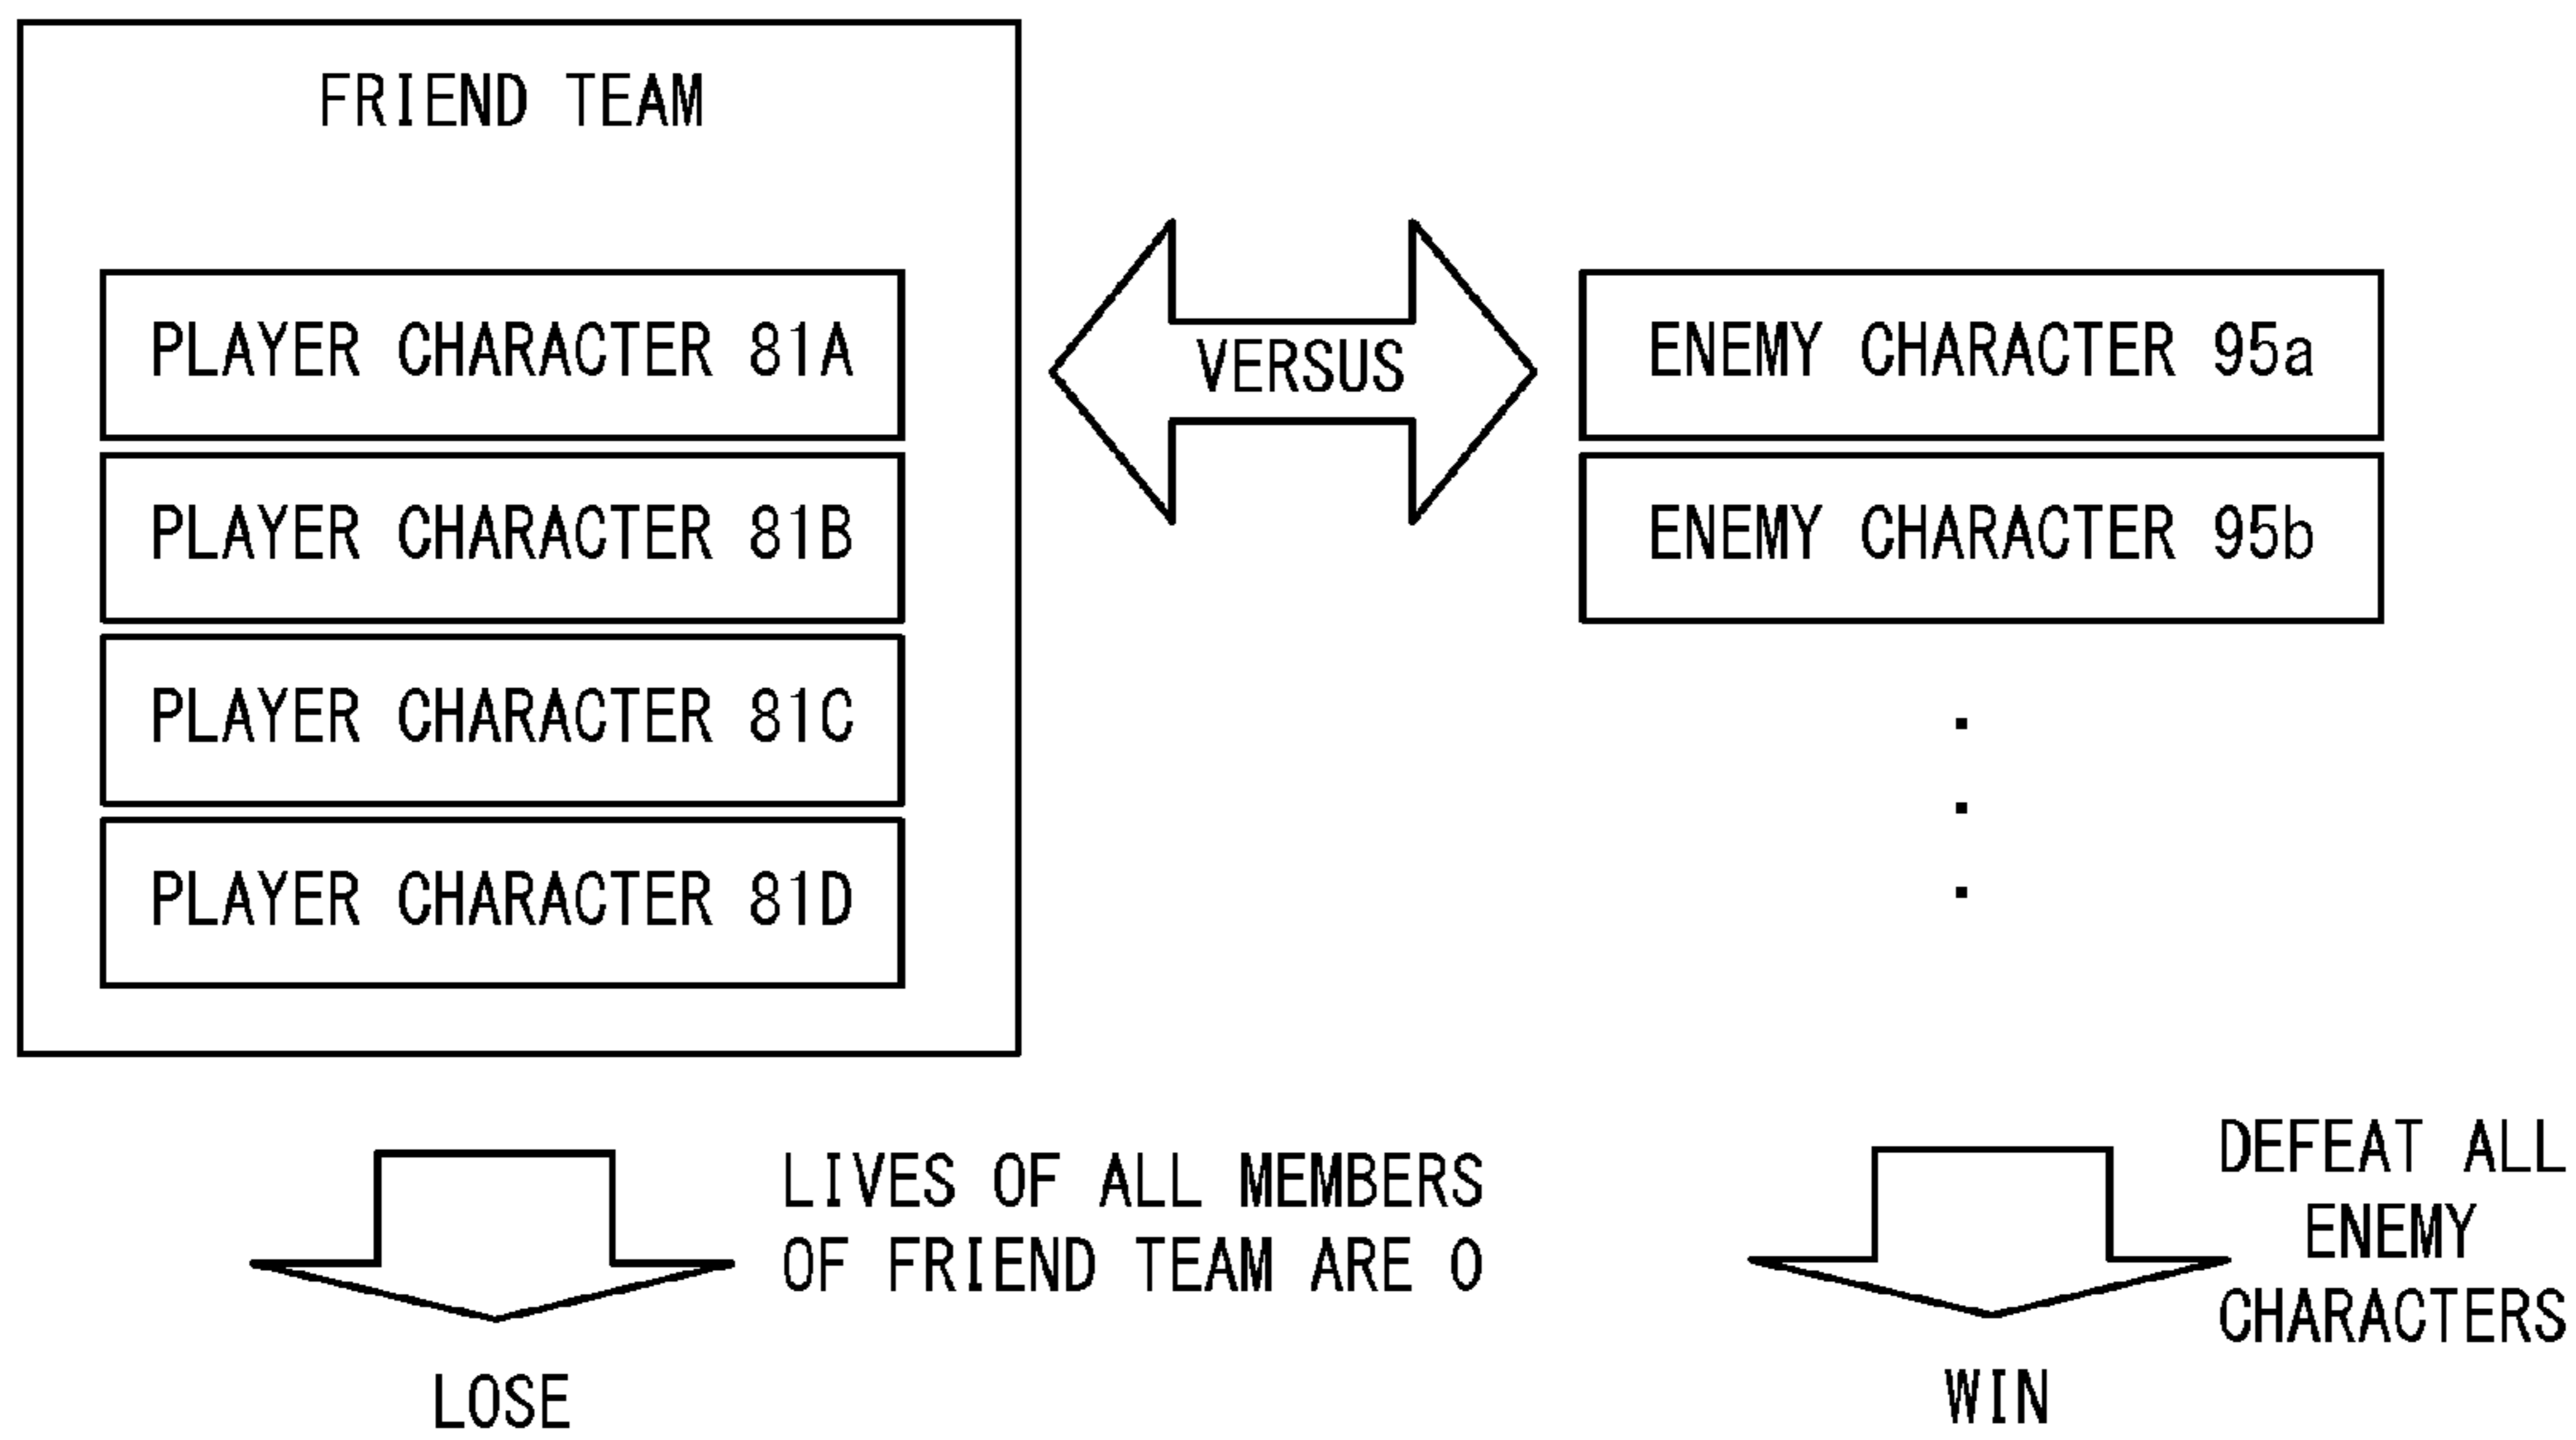 FRIEND TEAM
PLAYER CHARACTER 81A
PLAYER CHARACTER 81B
PLAYER CHARACTER 81C
PLAYER CHARACTER 81D
VERSUS
ENEMY CHARACTER 95a
ENEMY CHARACTER 95b
LIVES OF ALL MEMBERS
OF FRIEND TEAM ARE 0
LOSE
DEFEAT ALL
ENEMY
CHARACTERS
WIN